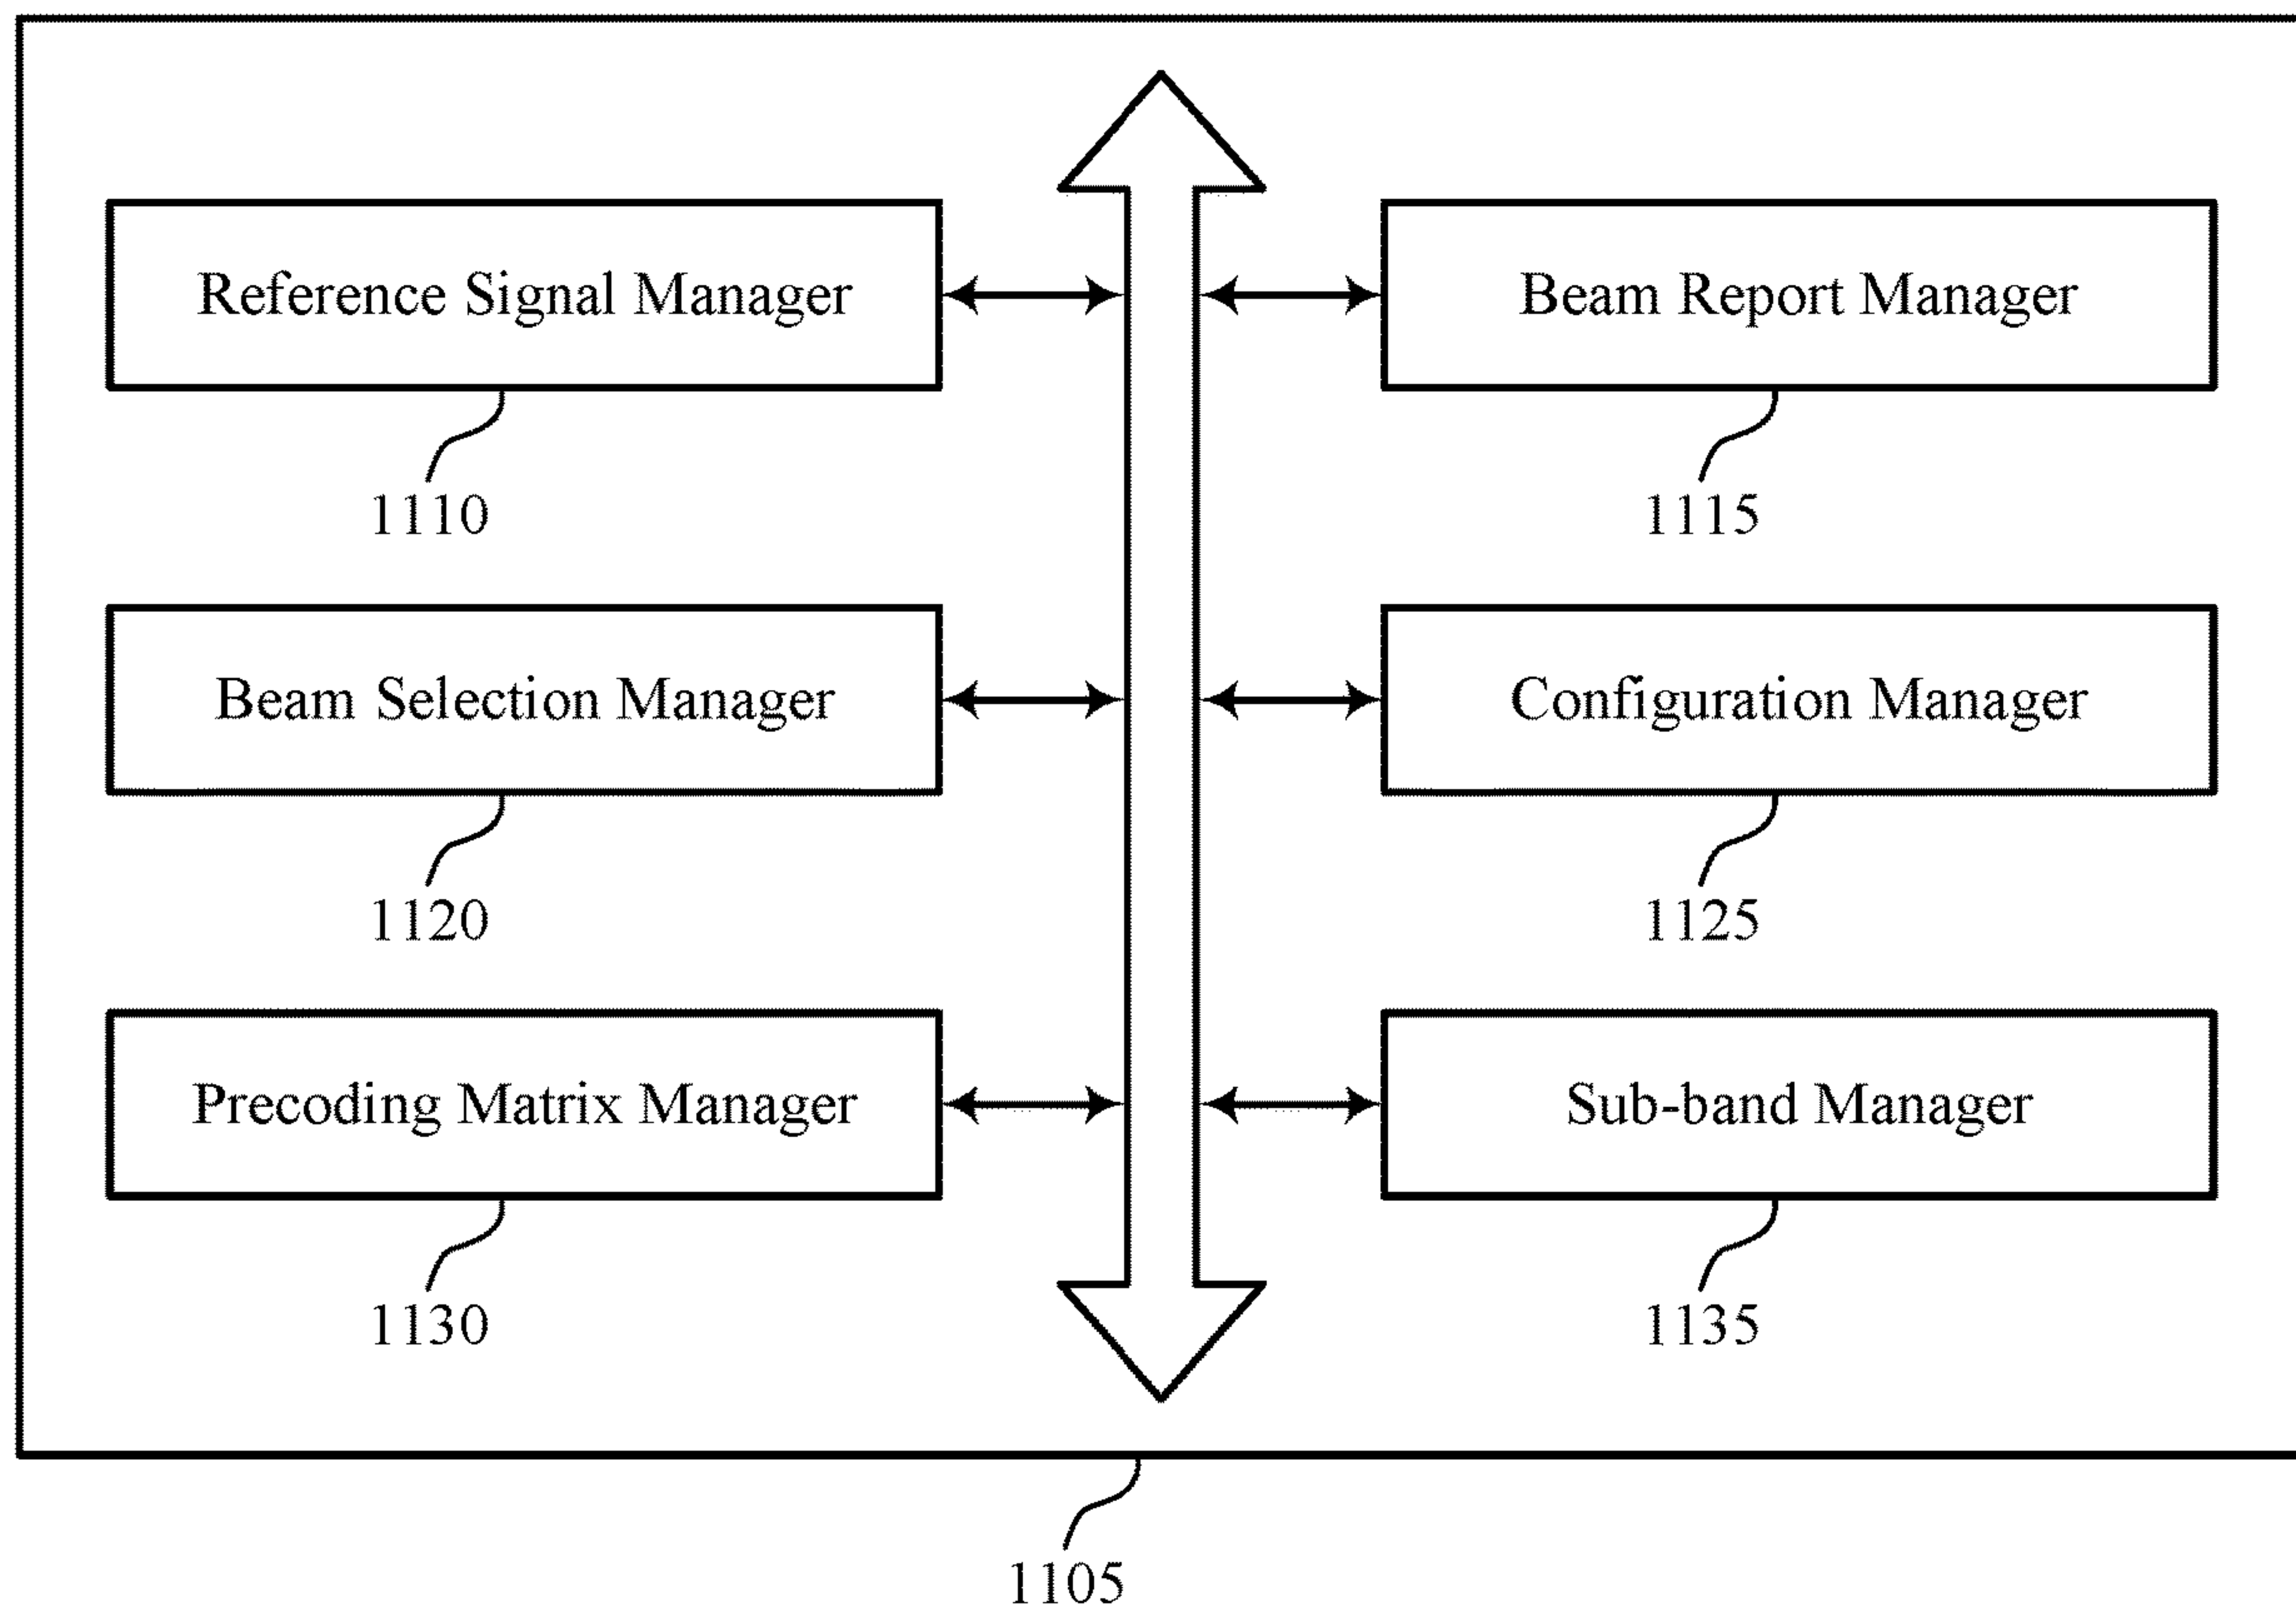 Reference Signal Manager
Beam Report Manager
1110
1115
Beam Selection Manager
Configuration Manager
1120
1125
Precoding Matrix Manager
Sub-band Manager
1130
1135
1105